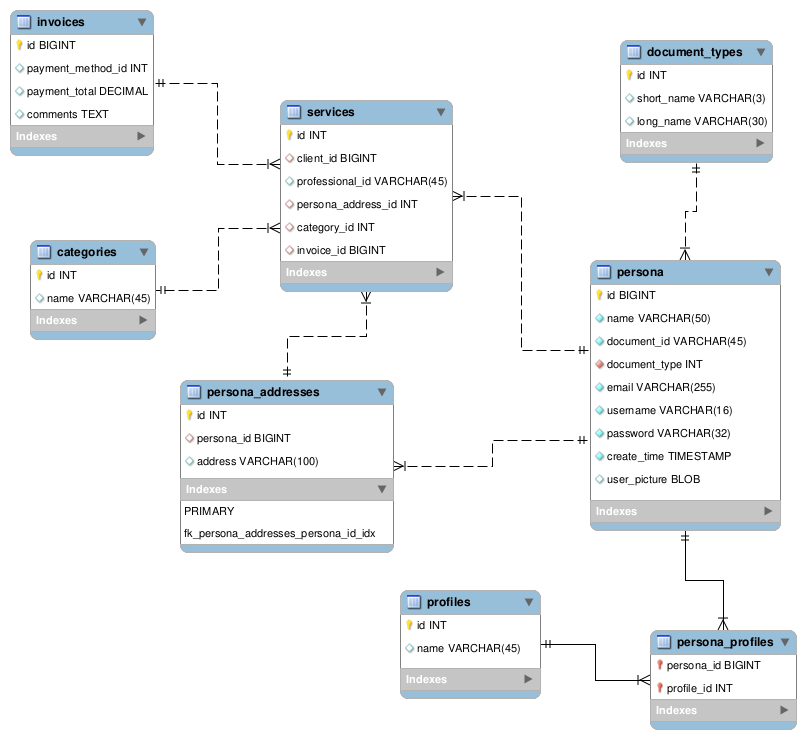 invoices
id BIGINT
payment_method_id INT
payment_total DECIMAL
comments TEXT
Indexes
document_types
id INT
short_name VARCHAR(3)
long_name VARCHAR(30)
Indexes
services
id INT
client_id BIGINT
professional_id VARCHAR(45)
persona_address_id INT
category_id INT
invoice_id BIGINT
Indexes
categories
id INT
name VARCHAR(45)
Indexes
persona
id BIGINT
name VARCHAR(50)
document_id VARCHAR(45)
document_type INT
email VARCHAR(255)
username VARCHAR(16)
password VARCHAR(32)
create_time TIMESTAMP
user_picture BLOB
Indexes
persona_addresses
id INT
persona_id BIGINT
address VARCHAR(100)
Indexes
PRIMARY
fk_persona_addresses_persona_id_idx
profiles
id INT
name VARCHAR(45)
Indexes
persona_profiles
persona_id BIGINT
profile_id INT
Indexes